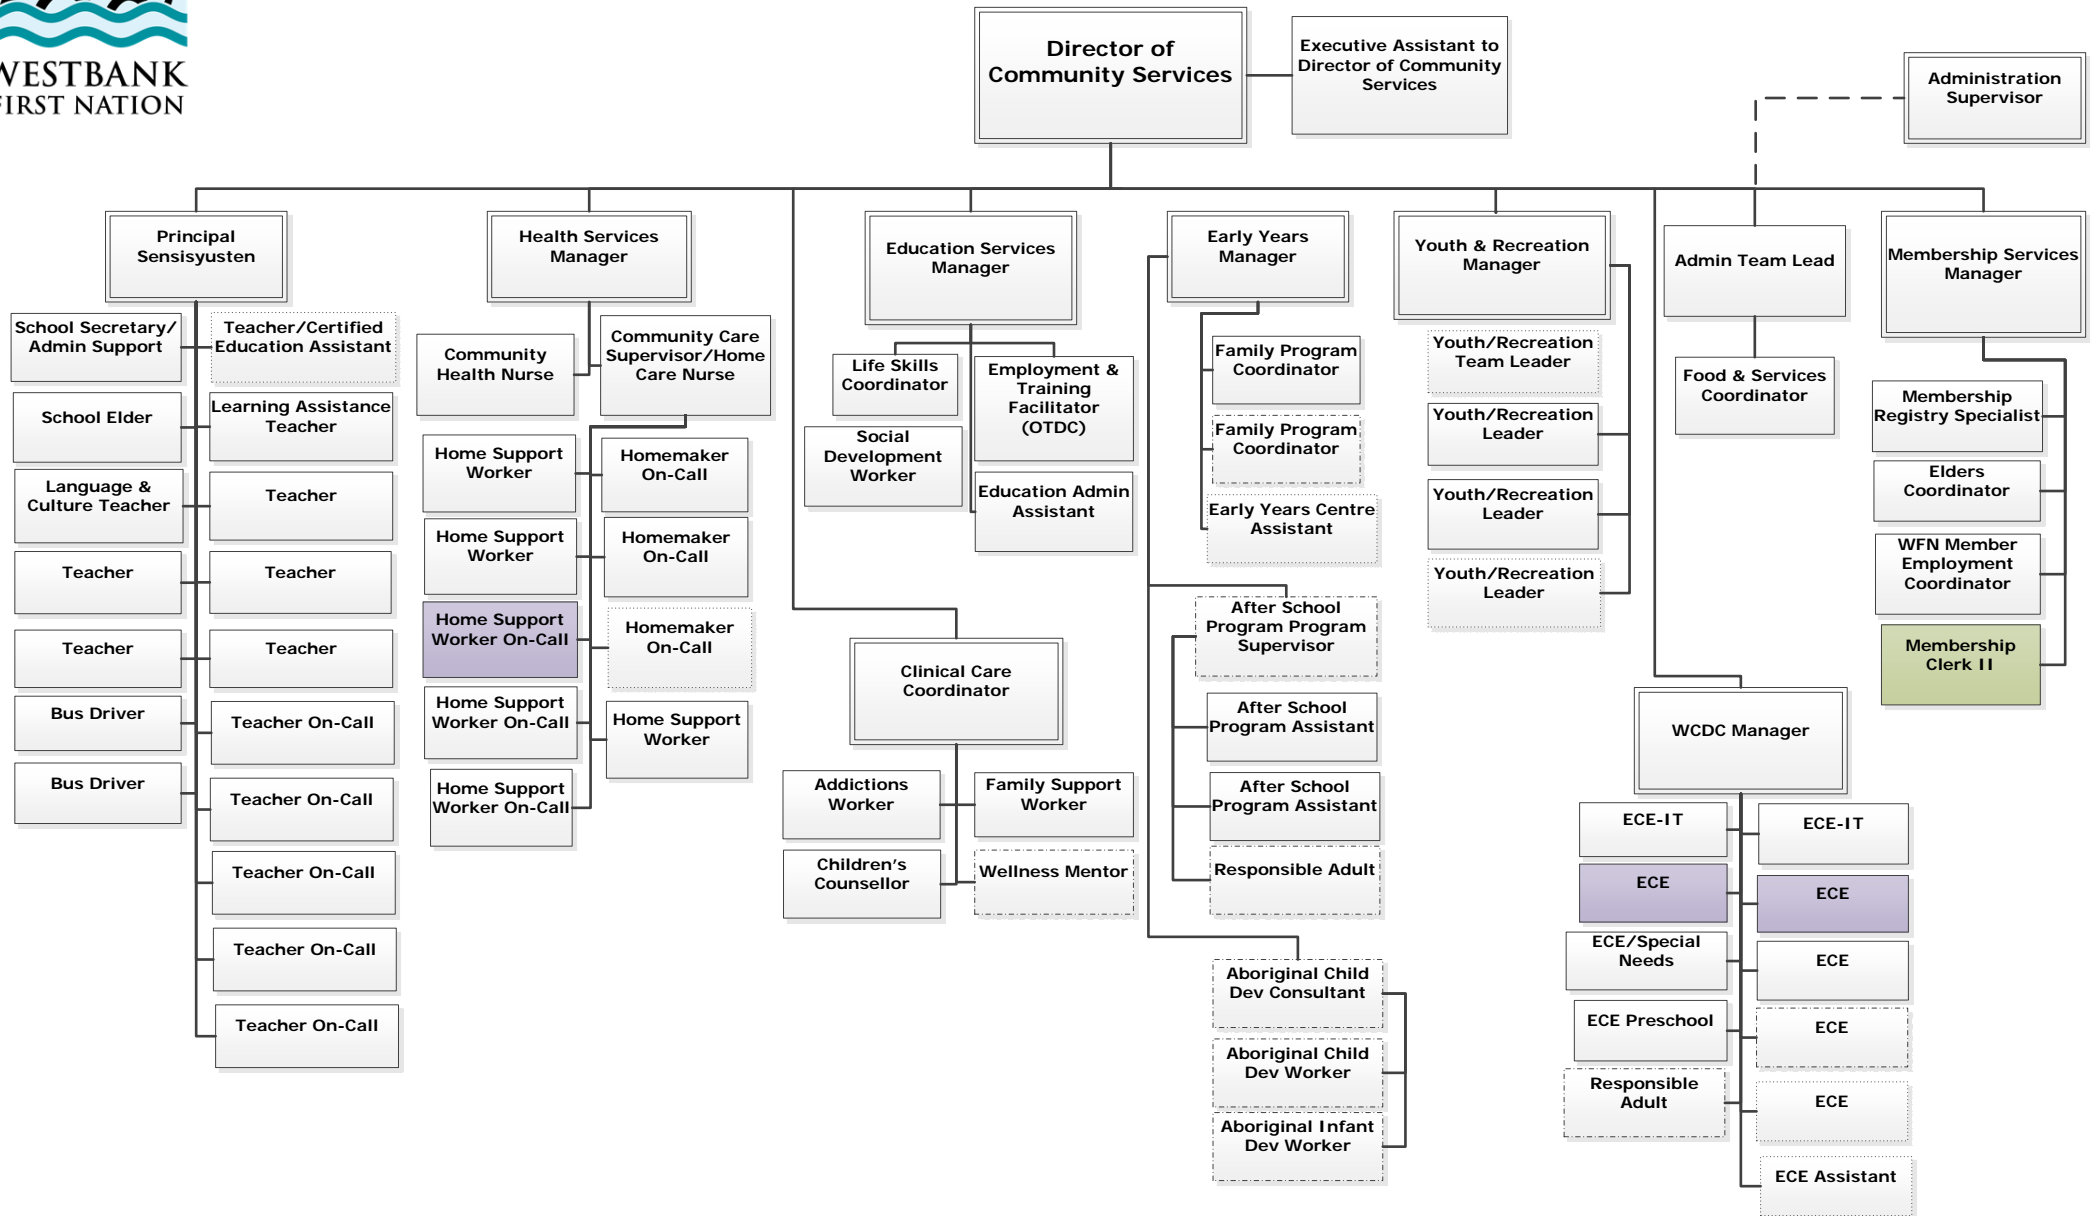 WESTBANK
FIRST NATION
Director of
Community Services
Executive Assistant to
Director of Community
Services
Administration
Supervisor
Principal
Sensisyusten
School Secretary/
Admin Support
Teacher/Certified
Education Assistant
School Elder
Learning Assistance
Teacher
Language &
Culture Teacher
Teacher
Teacher
Teacher
Teacher
Teacher
Bus Driver
Teacher On-Call
Bus Driver
Teacher On-Call
Teacher On-Call
Teacher On-Call
Teacher On-Call
Health Services
Manager
Community
Health Nurse
Community Care
Supervisor/Home
Care Nurse
Home Support
Worker
Homemaker
On-Call
Home Support
Worker
Homemaker
On-Call
Home Support
Worker On-Call
Homemaker
On-Call
Home Support
Worker On-Call
Home Support
Worker
Home Support
Worker On-Call
Education Services
Manager
Life Skills
Coordinator
Employment &
Training
Facilitator
(OTDC)
Social
Development
Worker
Education Admin
Assistant
Clinical Care
Coordinator
Addictions
Worker
Family Support
Worker
Children's
Counsellor
Wellness Mentor
Early Years
Manager
Family Program
Coordinator
Family Program
Coordinator
Early Years Centre
Assistant
After School
Program Program
Supervisor
After School
Program Assistant
After School
Program Assistant
Responsible Adult
Aboriginal Child
Dev Consultant
Aboriginal Child
Dev Worker
Aboriginal Infant
Dev Worker
Youth & Recreation
Manager
Youth/Recreation
Team Leader
Youth/Recreation
Leader
Youth/Recreation
Leader
Youth/Recreation
Leader
Admin Team Lead
Food & Services
Coordinator
WCDC Manager
ECE-IT
ECE-IT
ECE
ECE
ECE/Special
Needs
ECE
ECE Preschool
ECE
Responsible
Adult
ECE
ECE Assistant
Membership Services
Manager
Membership
Registry Specialist
Elders
Coordinator
WFN Member
Employment
Coordinator
Membership
Clerk II